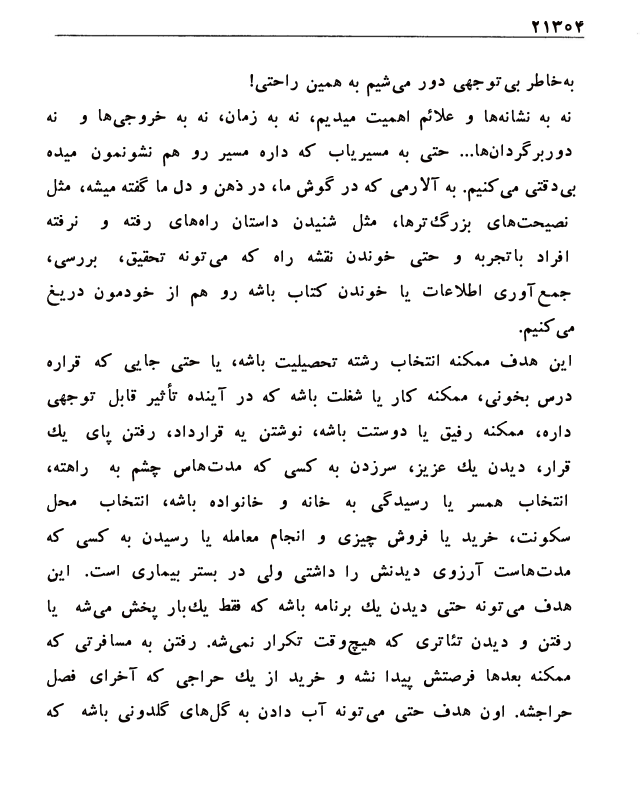 ۲۱۳۰۴
به‌خاطر بی‌توجهی دور می‌شیم به همین راحتی!
نه به نشانه‌ها و علائم اهمیت میدیم، نه به زمان، نه به خروجی‌ها و نه
دوربرگردان‌ها... حتی به مسیریاب که داره مسیر رو هم نشونمون میده
بی‌دقتی می‌کنیم. به آلارمی که در گوش ما، در ذهن و دل ما گفته میشه، مثل
نصیحت‌های بزرگ‌ترها، مثل شنیدن داستان راه‌های رفته و نرفته
افراد باتجربه و حتی خوندن نقشه راه که می‌تونه تحقیق، بررسی،
جمع‌آوری اطلاعات یا خوندن کتاب باشه رو هم از خودمون دریغ
می‌کنیم.
این هدف ممکنه انتخاب رشته تحصیلیت باشه، یا حتی جایی که قراره
درس بخونی، ممکنه کار یا شغلت باشه که در آینده تأثیر قابل توجهی
داره، ممکنه رفیق یا دوستت باشه، نوشتن یه قرارداد، رفتن پای یك
قرار، دیدن یك عزیز، سرزدن به کسی که مدت‌هاس چشم به راهته،
انتخاب همسر یا رسیدگی به خانه و خانواده باشه، انتخاب محل
سکونت، خرید یا فروش چیزی و انجام معامله یا رسیدن به کسی که
مدت‌هاست آرزوی دیدنش را داشتی ولی در بستر بیماری است. این
هدف می‌تونه حتی دیدن یك برنامه باشه که فقط یك‌بار پخش می‌شه یا
رفتن و دیدن تئاتری که هیچ‌وقت تکرار نمی‌شه. رفتن به مسافرتی که
ممکنه بعدها فرصتش پیدا نشه و خرید از یك حراجی که آخرای فصل
حراجشه. اون هدف حتی می‌تونه آب دادن به گل‌های گلدونی باشه که